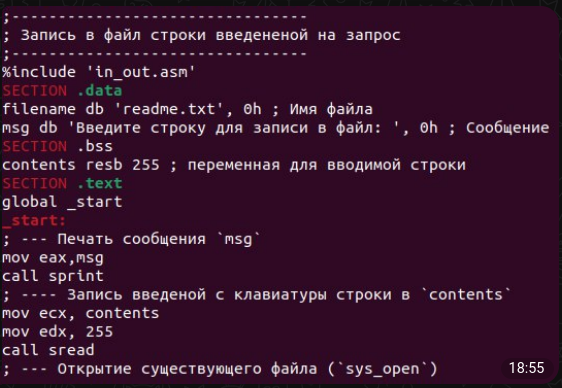 ;--------------------------------
; Запись в файл строки введененой на запрос
;--------------------------------
%include 'in_out.asm'
SECTION .data
filename db 'readme.txt', 0h ; Имя файла
msg db 'Введите строку для записи в файл: ', 0h ; Сообщение
SECTION .bss
contents resb 255 ; переменная для вводимой строки
SECTION .text
global _start
_start:
; --- Печать сообщения `msg`
mov eax,msg
call sprint
; ---- Запись введеной с клавиатуры строки в `contents`
mov ecx, contents
mov edx, 255
call sread
; --- Открытие существующего файла (`sys_open`)
18:55